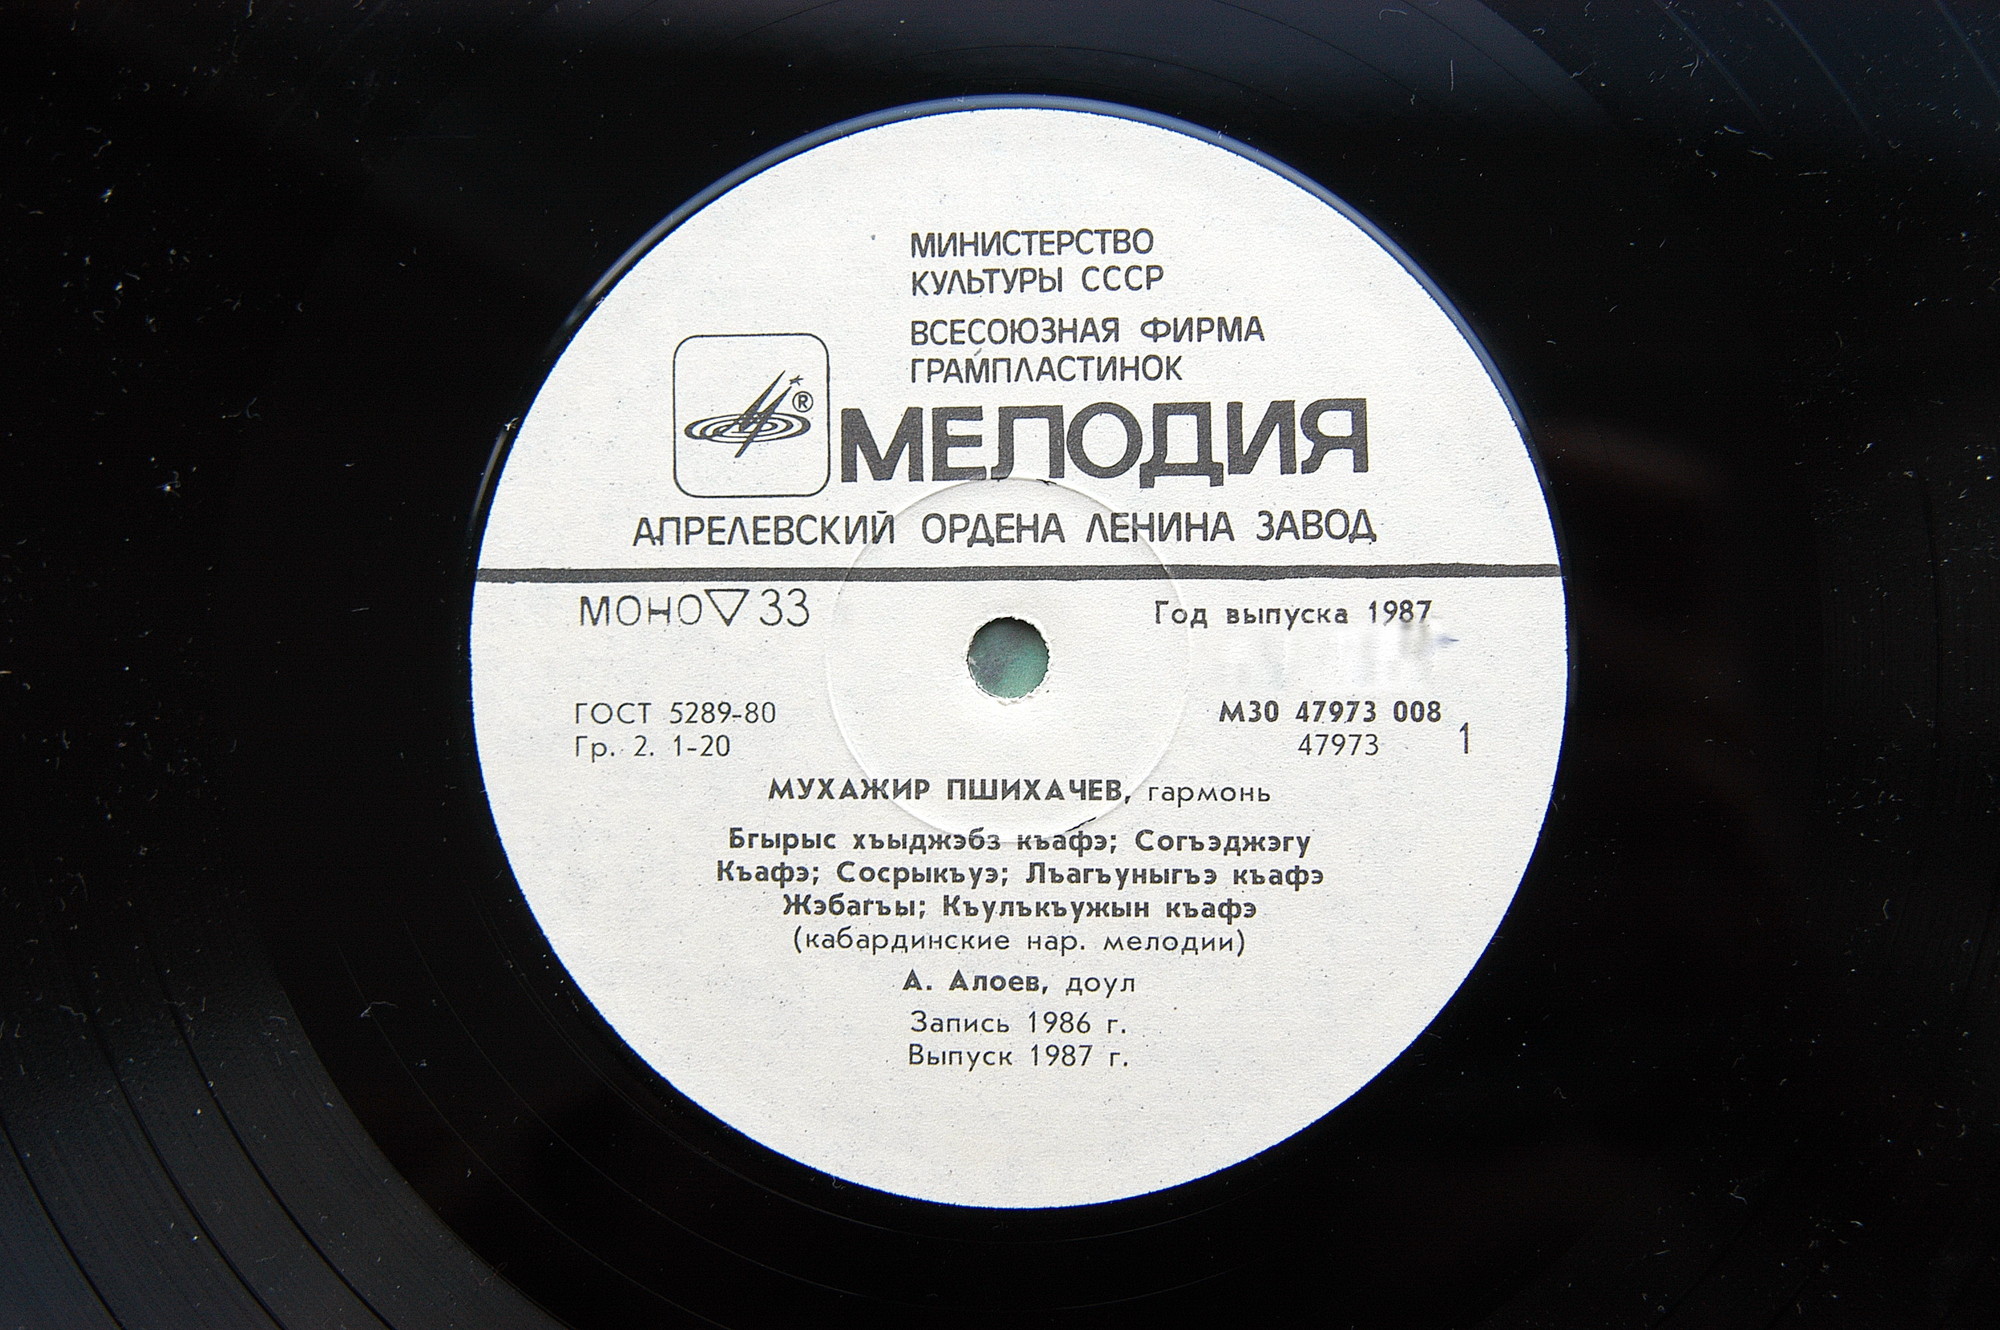 МИНИСТЕРСТВО
КУЛЬТУРЫ СССР
ВСЕСОЮЗНАЯ ФИРМА
ГРАМПЛАСТИНОК
®
МЕЛОДИЯ
АПРЕЛЕВСКИЙ ОРДЕНА ЛЕНИНА ЗАВОД
МОНО▽33
Год выпуска 1987
ГОСТ 5289-80
Гр. 2. 1-20
М30 47973 008
47973 1
МУХАЖИР ПШИХАЧЕВ, гармонь
Бгырыс хъыджэбз къафэ; Согъэджэгу
Къафэ; Сосрыкъуэ; Лъагъуныгъэ къафэ
Жэбагъы; Къулъкъужын къафэ
(кабардинские нар. мелодии)
А. Алоев, доул
Запись 1986 г.
Выпуск 1987 г.